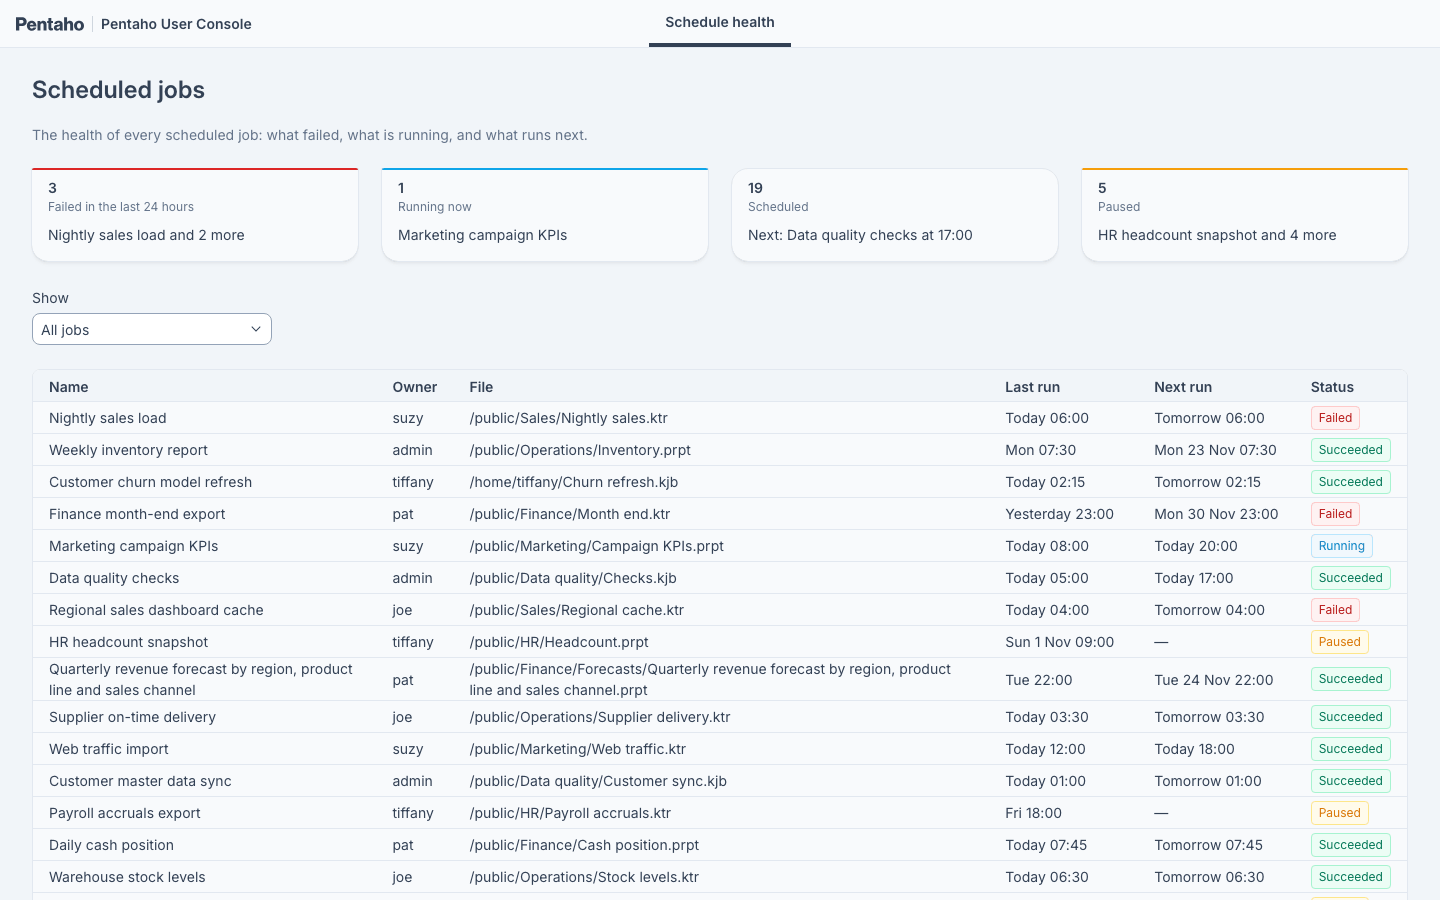 Pentaho
Pentaho User Console
Schedule health
Scheduled jobs
The health of every scheduled job: what failed, what is running, and what runs next.
3
Failed in the last 24 hours
Nightly sales load and 2 more
1
Running now
Marketing campaign KPIs
19
Scheduled
Next: Data quality checks at 17:00
5
Paused
HR headcount snapshot and 4 more
Show
All jobs
Name Owner File Last run Next run Status
Nightly sales load suzy /public/Sales/Nightly sales.ktr Today 06:00 Tomorrow 06:00 Failed
Weekly inventory report admin /public/Operations/Inventory.prpt Mon 07:30 Mon 23 Nov 07:30 Succeeded
Customer churn model refresh tiffany /home/tiffany/Churn refresh.kjb Today 02:15 Tomorrow 02:15 Succeeded
Finance month-end export pat /public/Finance/Month end.ktr Yesterday 23:00 Mon 30 Nov 23:00 Failed
Marketing campaign KPIs suzy /public/Marketing/Campaign KPIs.prpt Today 08:00 Today 20:00 Running
Data quality checks admin /public/Data quality/Checks.kjb Today 05:00 Today 17:00 Succeeded
Regional sales dashboard cache joe /public/Sales/Regional cache.ktr Today 04:00 Tomorrow 04:00 Failed
HR headcount snapshot tiffany /public/HR/Headcount.prpt Sun 1 Nov 09:00 — Paused
Quarterly revenue forecast by region, product line and sales channel pat /public/Finance/Forecasts/Quarterly revenue forecast by region, product line and sales channel.prpt Tue 22:00 Tue 24 Nov 22:00 Succeeded
Supplier on-time delivery joe /public/Operations/Supplier delivery.ktr Today 03:30 Tomorrow 03:30 Succeeded
Web traffic import suzy /public/Marketing/Web traffic.ktr Today 12:00 Today 18:00 Succeeded
Customer master data sync admin /public/Data quality/Customer sync.kjb Today 01:00 Tomorrow 01:00 Succeeded
Payroll accruals export tiffany /public/HR/Payroll accruals.ktr Fri 18:00 — Paused
Daily cash position pat /public/Finance/Cash position.prpt Today 07:45 Tomorrow 07:45 Succeeded
Warehouse stock levels joe /public/Operations/Stock levels.ktr Today 06:30 Tomorrow 06:30 Succeeded